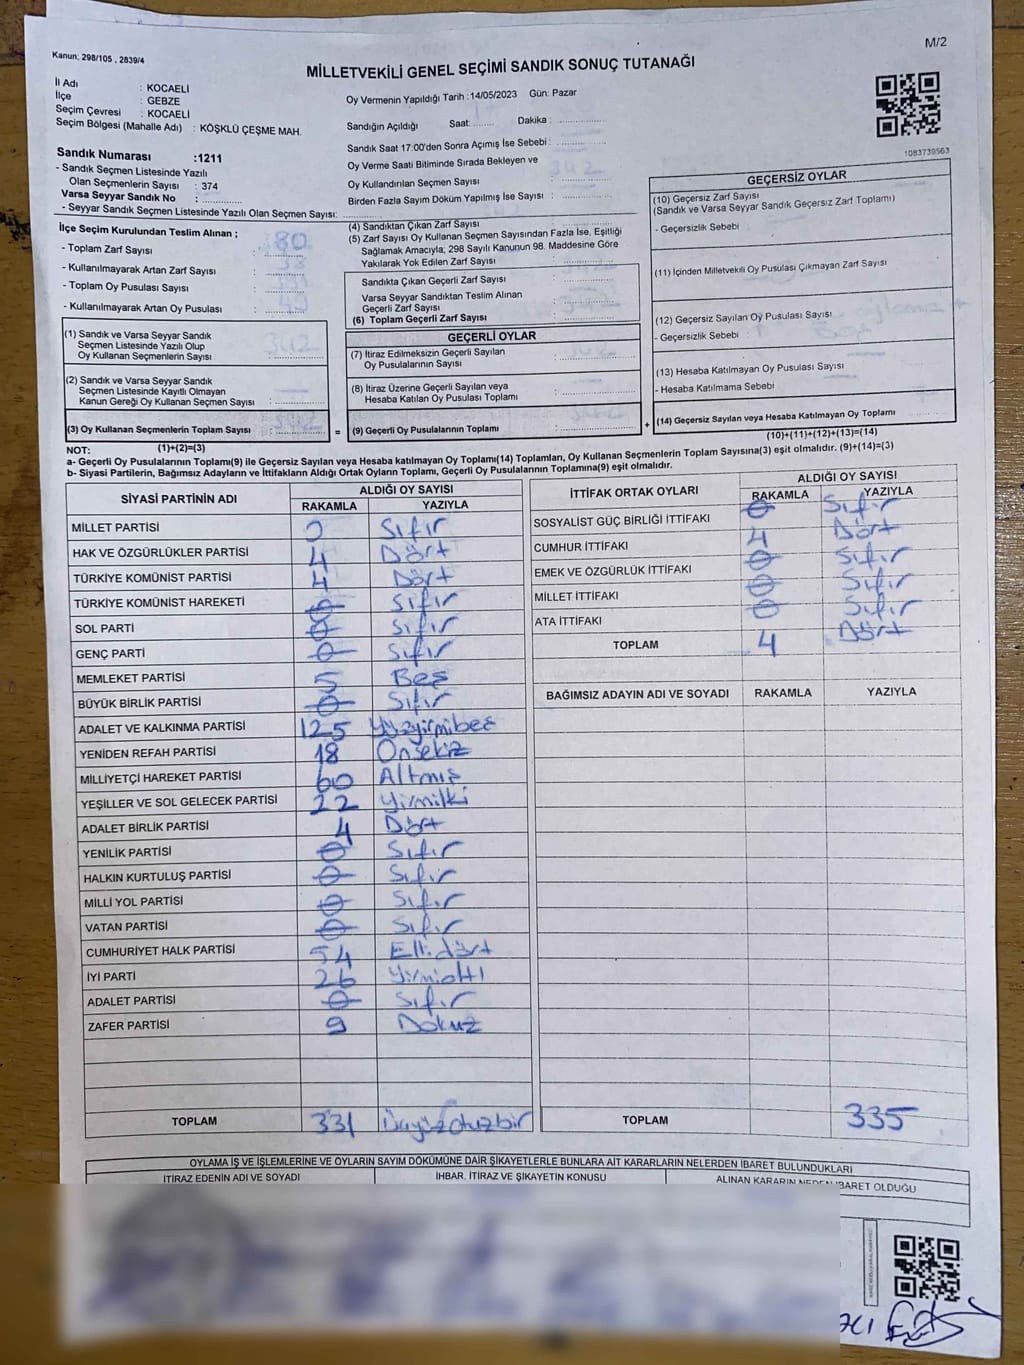 M/2
Kanun; 298/105 , 2839/4
MİLLETVEKİLİ GENEL SEÇİMİ SANDIK SONUÇ TUTANAĞI
İl Adı : KOCAELİ
İlçe : GEBZE
Seçim Çevresi : KOCAELİ
Seçim Bölgesi (Mahalle Adı) : KÖŞKLÜ ÇEŞME MAH.
Sandık Numarası :1211
- Sandık Seçmen Listesinde Yazılı
Olan Seçmenlerin Sayısı : 374
Varsa Seyyar Sandık No :
- Seyyar Sandık Seçmen Listesinde Yazılı Olan Seçmen Sayısı:
Oy Vermenin Yapıldığı Tarih :14/05/2023 Gün: Pazar
Sandığın Açıldığı Saat: Dakika :
Sandık Saat 17:00'den Sonra Açımış İse Sebebi :
Oy Verme Saati Bitiminde Sırada Bekleyen ve
Oy Kullandırılan Seçmen Sayısı :
Birden Fazla Sayım Döküm Yapılmış İse Sayısı :
1083739563
İlçe Seçim Kurulundan Teslim Alınan ;
- Toplam Zarf Sayısı : 80
- Kullanılmayarak Artan Zarf Sayısı :
- Toplam Oy Pusulası Sayısı :
- Kullanılmayarak Artan Oy Pusulası :
(1) Sandık ve Varsa Seyyar Sandık
Seçmen Listesinde Yazılı Olup
Oy Kullanan Seçmenlerin Sayısı : 342
(2) Sandık ve Varsa Seyyar Sandık
Seçmen Listesinde Kayıtlı Olmayan
Kanun Gereği Oy Kullanan Seçmen Sayısı :
(3) Oy Kullanan Seçmenlerin Toplam Sayısı : 342
(1)+(2)=(3)
(4) Sandıktan Çıkan Zarf Sayısı :
(5) Zarf Sayısı Oy Kullanan Seçmen Sayısından Fazla İse, Eşitliği
Sağlamak Amacıyla; 298 Sayılı Kanunun 98. Maddesine Göre
Yakılarak Yok Edilen Zarf Sayısı :
Sandıkta Çıkan Geçerli Zarf Sayısı :
Varsa Seyyar Sandıktan Teslim Alınan
Geçerli Zarf Sayısı :
(6) Toplam Geçerli Zarf Sayısı :
GEÇERLİ OYLAR
(7) İtiraz Edilmeksizin Geçerli Sayılan
Oy Pusulalarının Sayısı :
(8) İtiraz Üzerine Geçerli Sayılan veya
Hesaba Katılan Oy Pusulası Toplamı :
= (9) Geçerli Oy Pusulalarının Toplamı :
GEÇERSİZ OYLAR
(10) Geçersiz Zarf Sayısı :
(Sandık ve Varsa Seyyar Sandık Geçersiz Zarf Toplamı)
- Geçersizlik Sebebi :
(11) İçinden Milletvekili Oy Pusulası Çıkmayan Zarf Sayısı :
(12) Geçersiz Sayılan Oy Pusulası Sayısı :
- Geçersizlik Sebebi :
(13) Hesaba Katılmayan Oy Pusulası Sayısı :
- Hesaba Katılmama Sebebi :
+ (14) Geçersiz Sayılan veya Hesaba Katılmayan Oy Toplamı
(10)+(11)+(12)+(13)=(14)
NOT:
a- Geçerli Oy Pusulalarının Toplamı(9) ile Geçersiz Sayılan veya Hesaba katılmayan Oy Toplamı(14) Toplamları, Oy Kullanan Seçmenlerin Toplam Sayısına(3) eşit olmalıdır. (9)+(14)=(3)
b- Siyasi Partilerin, Bağımsız Adayların ve İttifakların Aldığı Ortak Oyların Toplamı, Geçerli Oy Pusulalarının Toplamına(9) eşit olmalıdır.
SİYASİ PARTİNİN ADI ALDIĞI OY SAYISI
RAKAMLA YAZIYLA
MİLLET PARTİSİ 0 Sıfır
HAK VE ÖZGÜRLÜKLER PARTİSİ 4 Dört
TÜRKİYE KOMÜNİST PARTİSİ 4 Dört
TÜRKİYE KOMÜNİST HAREKETİ 0 Sıfır
SOL PARTİ 0 Sıfır
GENÇ PARTİ 0 Sıfır
MEMLEKET PARTİSİ 5 Beş
BÜYÜK BİRLİK PARTİSİ 0 Sıfır
ADALET VE KALKINMA PARTİSİ 125 Yüzyirmibeş
YENİDEN REFAH PARTİSİ 18 Onsekiz
MİLLİYETÇİ HAREKET PARTİSİ 60 Altmış
YEŞİLLER VE SOL GELECEK PARTİSİ 22 Yirmiiki
ADALET BİRLİK PARTİSİ 4 Dört
YENİLİK PARTİSİ 0 Sıfır
HALKIN KURTULUŞ PARTİSİ 0 Sıfır
MİLLİ YOL PARTİSİ 0 Sıfır
VATAN PARTİSİ 0 Sıfır
CUMHURİYET HALK PARTİSİ 54 Ellidört
İYİ PARTİ 26 Yirmialtı
ADALET PARTİSİ 0 Sıfır
ZAFER PARTİSİ 9 Dokuz
TOPLAM 331 Üçyüzotuzbir
İTTİFAK ORTAK OYLARI ALDIĞI OY SAYISI
RAKAMLA YAZIYLA
SOSYALİST GÜÇ BİRLİĞİ İTTİFAKI 0 Sıfır
CUMHUR İTTİFAKI 4 Dört
EMEK VE ÖZGÜRLÜK İTTİFAKI 0 Sıfır
MİLLET İTTİFAKI 0 Sıfır
ATA İTTİFAKI 0 Sıfır
TOPLAM 4 Dört
BAĞIMSIZ ADAYIN ADI VE SOYADI RAKAMLA YAZIYLA
TOPLAM 335
OYLAMA İŞ VE İŞLEMLERİNE VE OYLARIN SAYIM DÖKÜMÜNE DAİR ŞİKAYETLERLE BUNLARA AİT KARARLARIN NELERDEN İBARET BULUNDUKLARI
İTİRAZ EDENİN ADI VE SOYADI İHBAR, İTİRAZ VE ŞİKAYETİN KONUSU ALINAN KARARIN NEDEN İBARET OLDUĞU